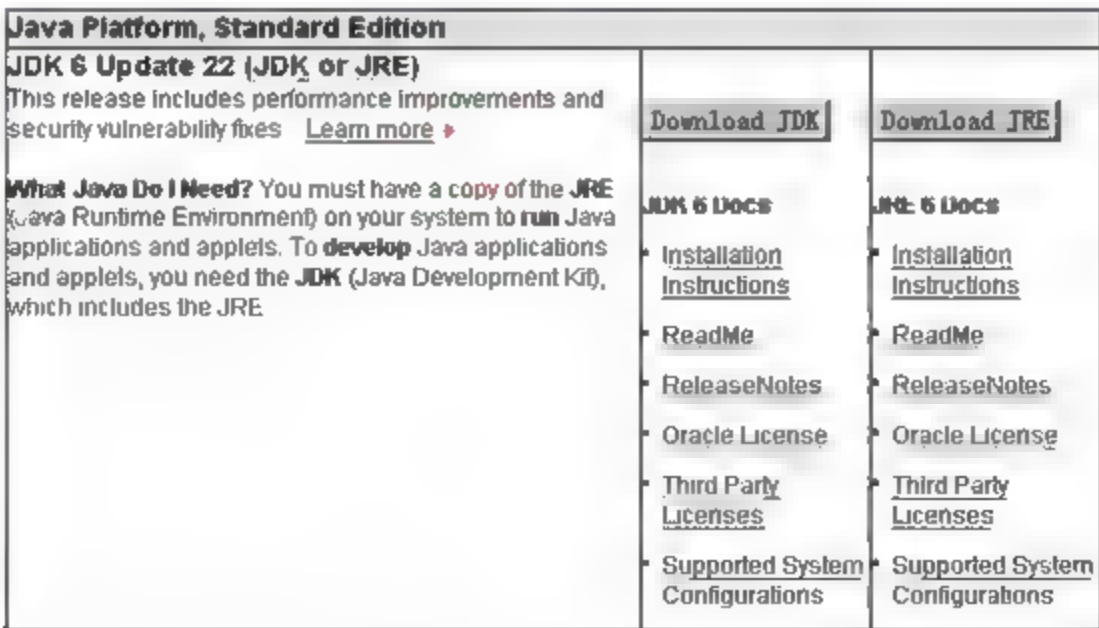 Java Platform, Standard Edition
JDK 6 Update 22 (JDK or JRE)
This release includes performance improvements and
security vulnerability fixes Learn more
What Java Do I Need? You must have a copy of the JRE
(Java Runtime Environment) on your system to run Java
applications and applets. To develop Java applications
and applets, you need the JDK (Java Development Kit),
which includes the JRE
Download JDK
JDK 6 Docs
Installation
Instructions
ReadMe
ReleaseNotes
Oracle License
Third Party
Licenses
Supported System
Configurations
Download JRE
JRE 6 Docs
Installation
Instructions
ReadMe
ReleaseNotes
Oracle License
Third Party
Licenses
Supported System
Configurations